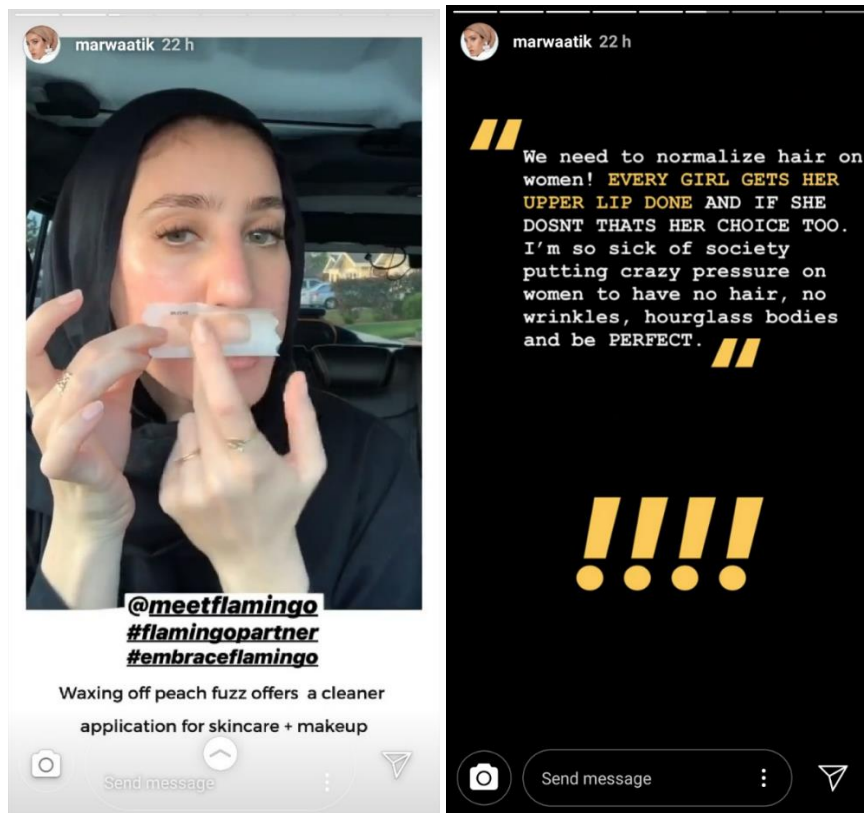 marwaatik 22 h
@meetflamingo
#flamingopartner
#embraceflamingo
Waxing off peach fuzz offers a cleaner
application for skincare + makeup
Send message
marwaatik 22 h
"
We need to normalize hair on
women! EVERY GIRL GETS HER
UPPER LIP DONE AND IF SHE
DOSNT THATS HER CHOICE TOO.
I'm so sick of society
putting crazy pressure on
women to have no hair, no
wrinkles, hourglass bodies
and be PERFECT. "
!!!!
Send message